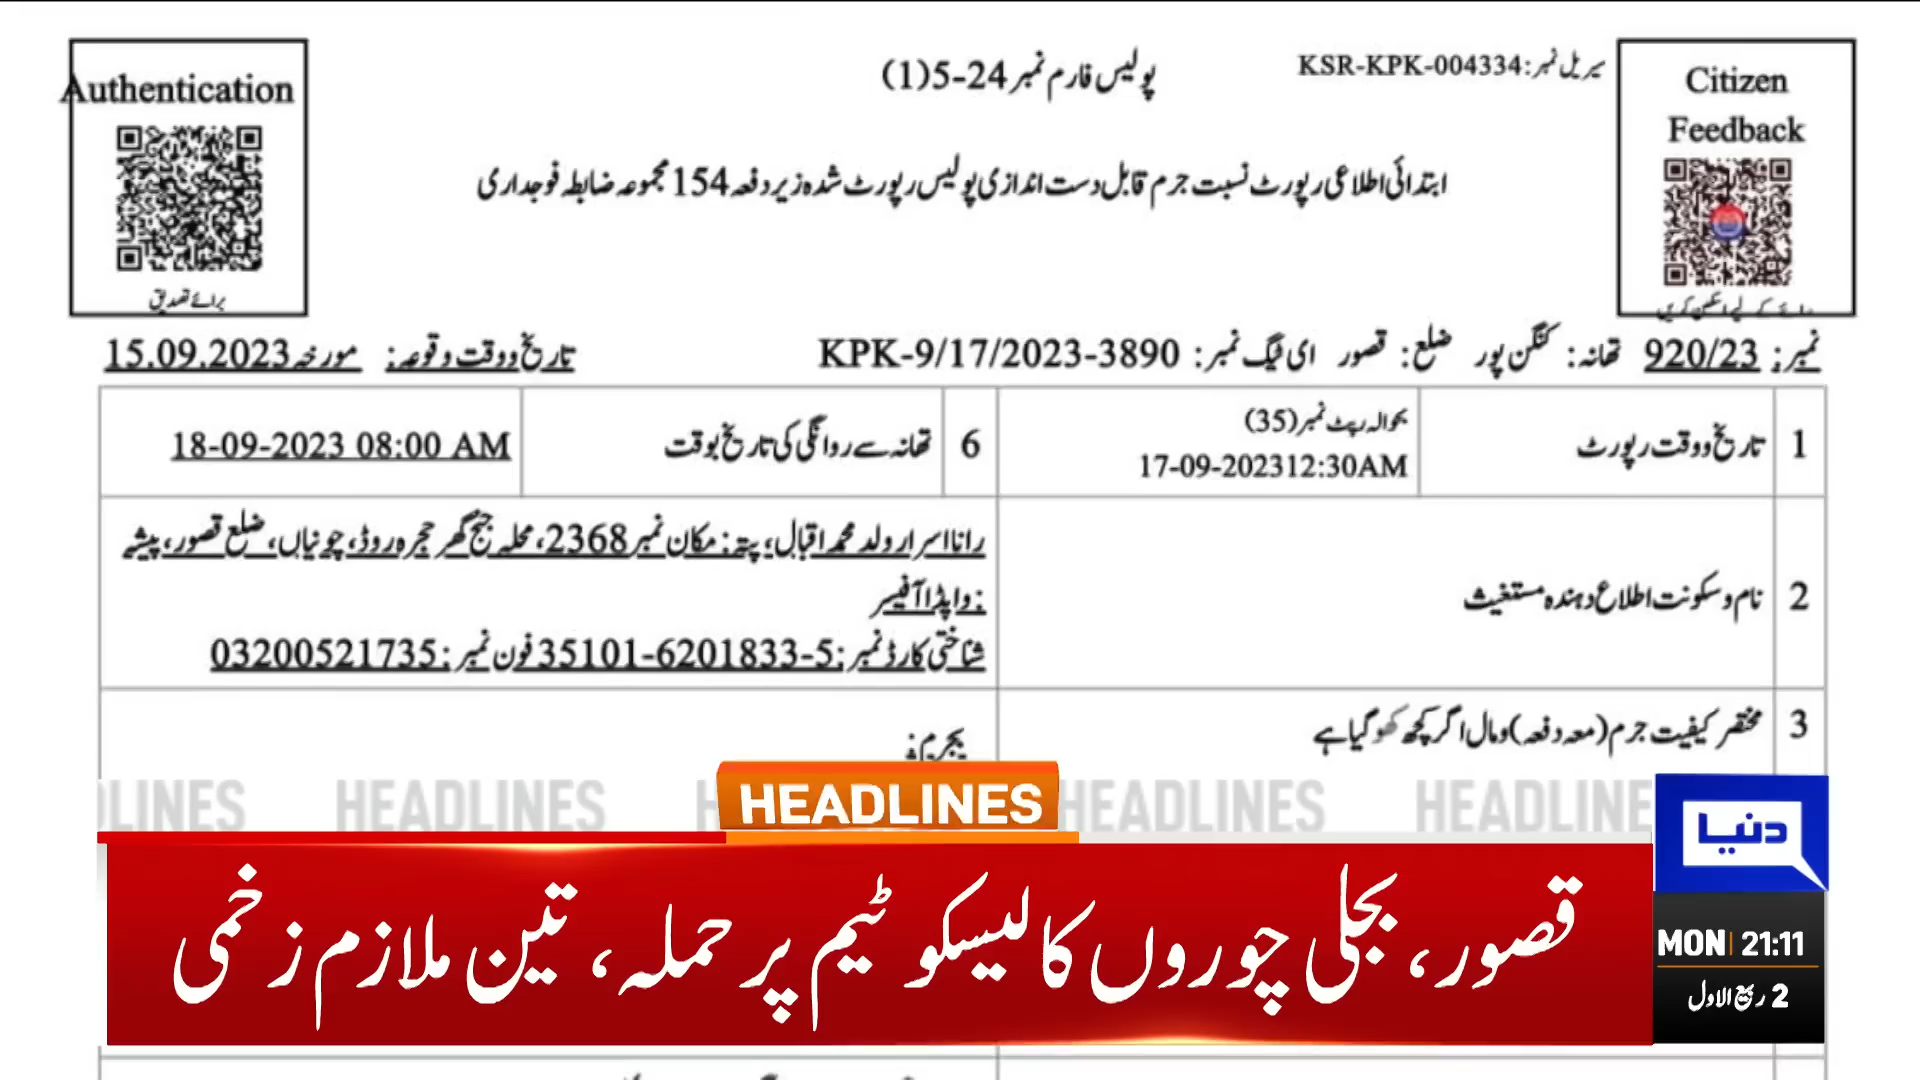 Authentication
برائے تصدیق
پولیس فارم نمبر 24-5(1)
سیریل نمبر: KSR-KPK-004334
Citizen
Feedback
ابتدائی اطلاعی رپورٹ نسبت جرم قابل دست اندازی پولیس رپورٹ شدہ زیر دفعہ 154 مجموعہ ضابطہ فوجداری
نمبر: 920/23 تھانہ: کنگن پور ضلع: قصور ای ٹیگ نمبر: KPK-9/17/2023-3890 تاریخ و وقت وقوعہ: مورخہ 15.09.2023
1 تاریخ و وقت رپورٹ
بحوالہ رپٹ نمبر (35)
17-09-202312:30AM
6 تھانہ سے روانگی کی تاریخ بوقت 18-09-2023 08:00 AM
2 نام و سکونت اطلاع دہندہ مستغیث
رانا اسرار ولد محمد اقبال، پتہ: مکان نمبر 2368، محلہ جج گھر حجرہ روڈ، چونیاں، ضلع قصور، پیشہ
: واپڈا آفیسر
شناختی کارڈ نمبر: 35101-6201833-5 فون نمبر: 03200521735
3 مختصر کیفیت جرم (معہ دفعہ) و مال اگر کچھ کھو گیا ہے
بجرم:
HEADLINES
HEADLINES
HEADLINES
دنیا
قصور، بجلی چوروں کا لیسکو ٹیم پر حملہ، تین ملازم زخمی
MON 21:11
2 ربیع الاول